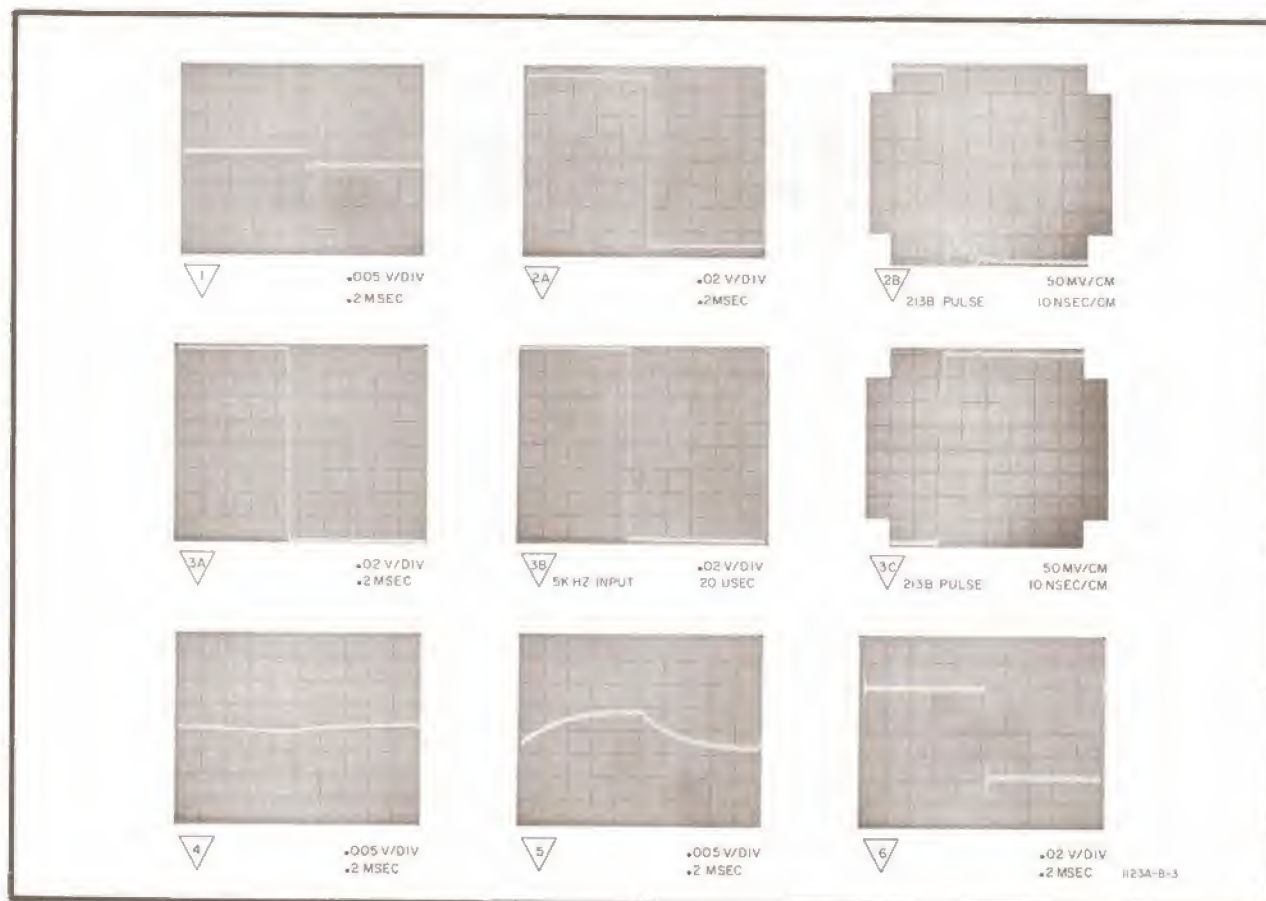 1
.005 V/DIV
.2 MSEC
2A
.02 V/DIV
.2MSEC
2B
50MV/CM
213B PULSE 10NSEC/CM
3A
.02 V/DIV
.2 MSEC
3B
.02 V/DIV
5K HZ INPUT 20 USEC
3C
50MV/CM
213B PULSE 10NSEC/CM
4
.005 V/DIV
.2 MSEC
5
.005 V/DIV
.2 MSEC
6
.02 V/DIV
.2 MSEC
1123A-B-3